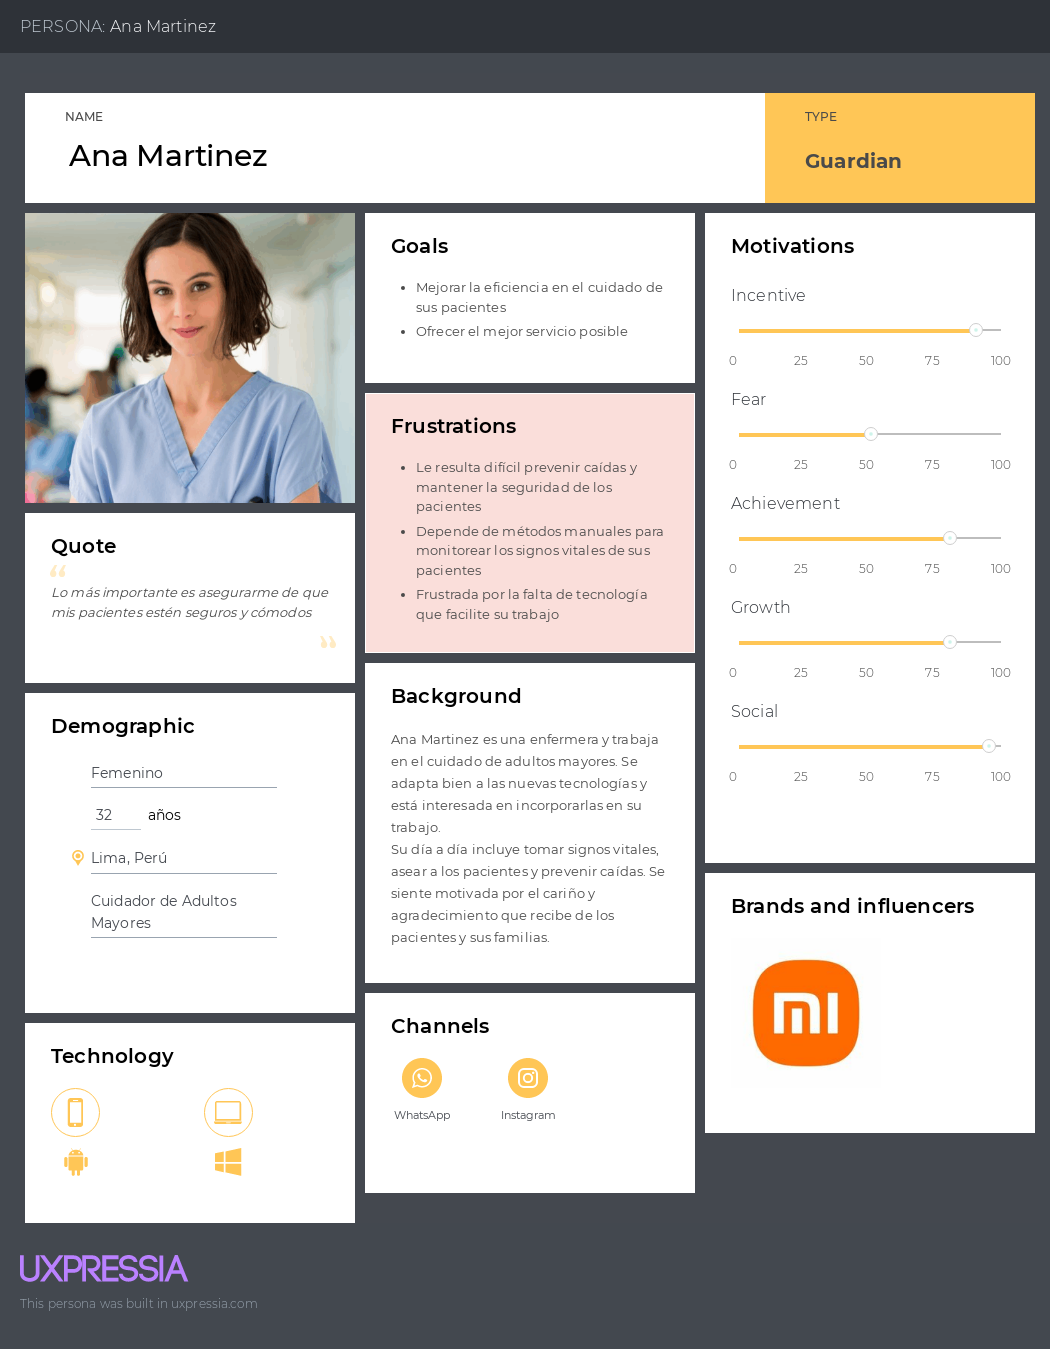 PERSONA: Ana Martinez
NAME
Ana Martinez
TYPE
Guardian
Quote
“
Lo más importante es asegurarme de que
mis pacientes estén seguros y cómodos
”
Demographic
Femenino
32 años
Lima, Perú
Cuidador de Adultos
Mayores
Technology
Goals
• Mejorar la eficiencia en el cuidado de
sus pacientes
• Ofrecer el mejor servicio posible
Frustrations
• Le resulta difícil prevenir caídas y
mantener la seguridad de los
pacientes
• Depende de métodos manuales para
monitorear los signos vitales de sus
pacientes
• Frustrada por la falta de tecnología
que facilite su trabajo
Background
Ana Martinez es una enfermera y trabaja
en el cuidado de adultos mayores. Se
adapta bien a las nuevas tecnologías y
está interesada en incorporarlas en su
trabajo.
Su día a día incluye tomar signos vitales,
asear a los pacientes y prevenir caídas. Se
siente motivada por el cariño y
agradecimiento que recibe de los
pacientes y sus familias.
Channels
WhatsApp Instagram
Motivations
Incentive
0 25 50 75 100
Fear
0 25 50 75 100
Achievement
0 25 50 75 100
Growth
0 25 50 75 100
Social
0 25 50 75 100
Brands and influencers
mi
UXPRESSIA
This persona was built in uxpressia.com